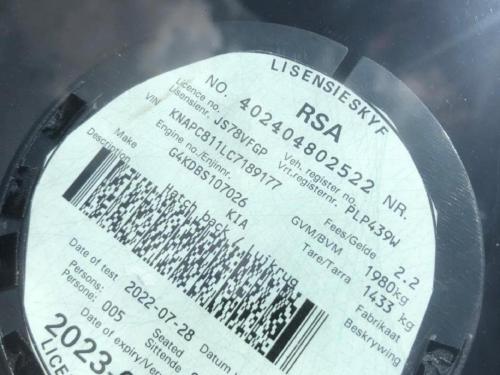 LISENSIESKYF
RSA
NO. 402404802522 NR.
Licence no. Veh. register no.
Lisensienr. JS78VFGP Vrt.registernr. PLP439W
VIN KNAPC811LC7189177 Fees/Gelde 2.2
Engine no./Enjinnr. G4KDBS107026 GVM/BVM 1980kg
Make KIA Tare/Tarra 1433 kg Fabrikaat
Description Hatch back / Luikrug Beskrywing
Date of test 2022-07-28 Datum
Persons: Seated
Persone: 005 Sittende
Date of expiry/Ver
2023-
LICE